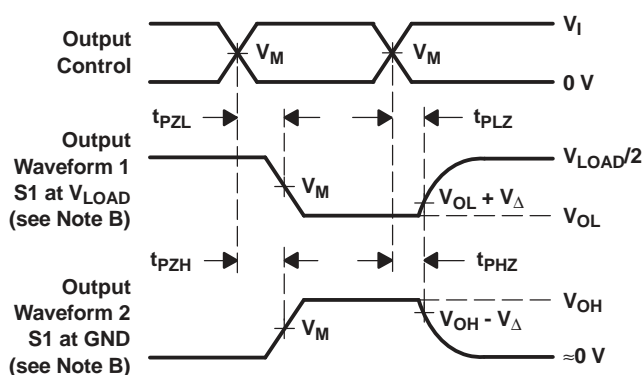 Output
Control
V_M
V_M
V_I
0 V
t_PZL
t_PLZ
Output
Waveform 1
S1 at V_LOAD
(see Note B)
V_M
V_LOAD/2
V_OL + V_Δ
V_OL
t_PZH
t_PHZ
Output
Waveform 2
S1 at GND
(see Note B)
V_M
V_OH
V_OH - V_Δ
≈0 V